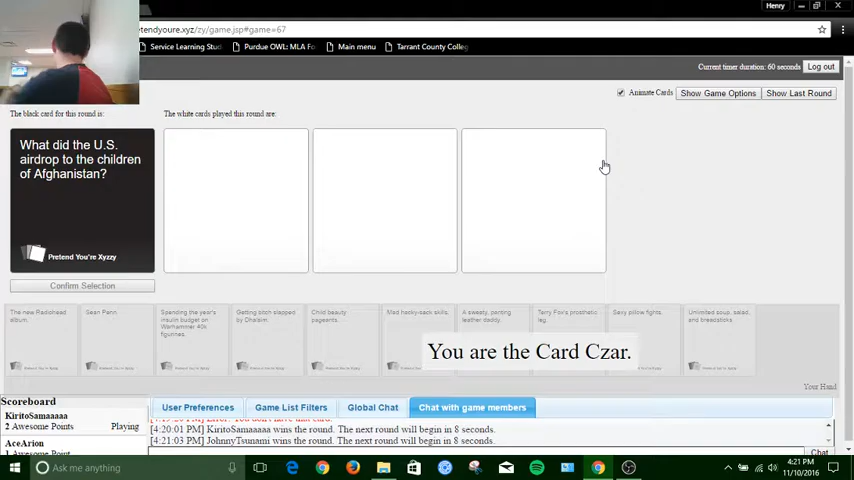 Henry
etendyoure.xyz/zy/game.jsp#game=67
Service Learning Stud
Purdue OWL: MLA Fo
Main menu
Tarrant County Colleg
Current timer duration: 60 seconds
Log out
Animate Cards
Show Game Options
Show Last Round
The black card for this round is:
The white cards played this round are:
What did the U.S.
airdrop to the children
of Afghanistan?
Pretend You're Xyzzy
Confirm Selection
The new Radiohead
album.
Sean Penn.
Spending the year's
insulin budget on
Warhammer 40k
figurines.
Getting bitch slapped
by Dhalsim.
Child beauty
pageants.
Mad hacky-sack skills.
A sweaty, panting
leather daddy.
Terry Fox's prosthetic
leg.
Sexy pillow fights.
Unlimited soup, salad,
and breadsticks.
You are the Card Czar.
Your Hand
Scoreboard
KiritoSamaaaaa
2 Awesome Points
Playing
AceArion
1 Awesome Point
User Preferences
Game List Filters
Global Chat
Chat with game members
[4:20:01 PM] KiritoSamaaaaa wins the round. The next round will begin in 8 seconds.
[4:21:03 PM] JohnnyTsunami wins the round. The next round will begin in 8 seconds.
Chat
Ask me anything
4:21 PM
11/10/2016